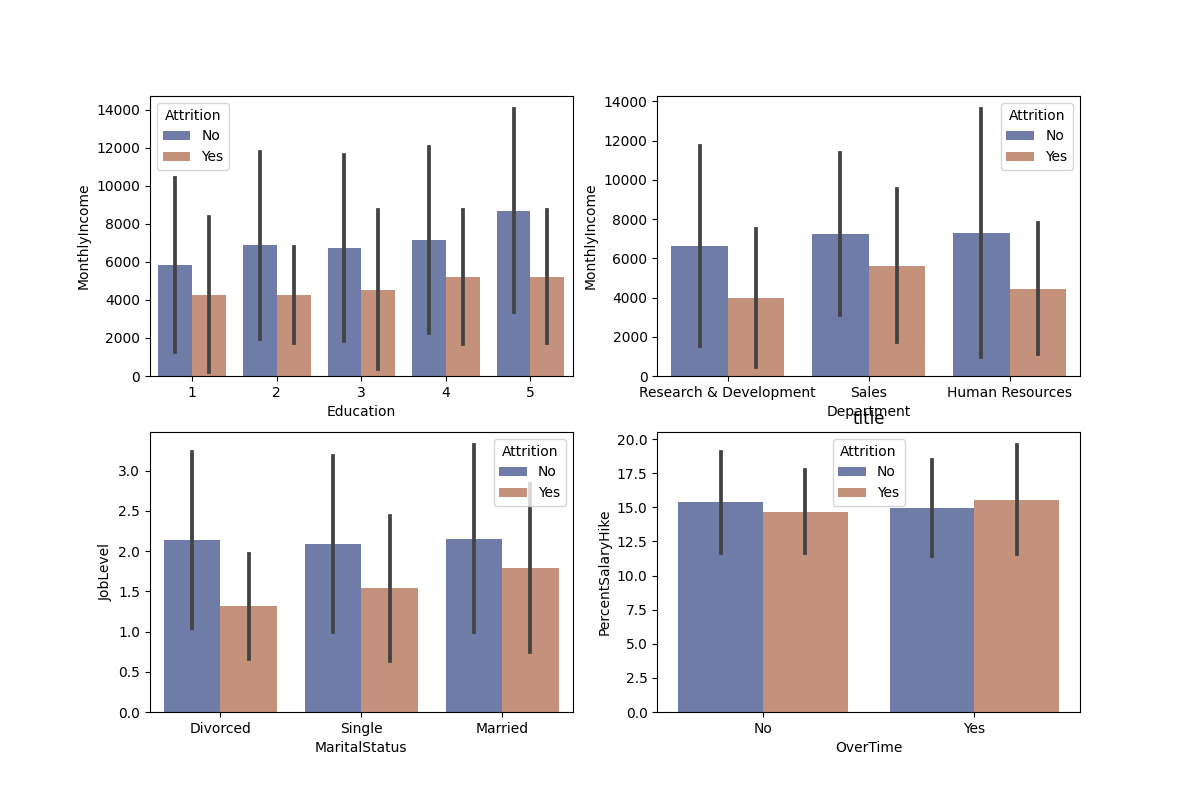 14000
12000
10000
8000
6000
4000
2000
0
MonthlyIncome
Attrition
No
Yes
1 2 3 4 5
Education
14000
12000
10000
8000
6000
4000
2000
0
MonthlyIncome
Attrition
No
Yes
Research & Development Sales Human Resources
Department
3.0
2.5
2.0
1.5
1.0
0.5
0.0
JobLevel
Attrition
No
Yes
Divorced Single Married
MaritalStatus
title
20.0
17.5
15.0
12.5
10.0
7.5
5.0
2.5
0.0
PercentSalaryHike
Attrition
No
Yes
No Yes
OverTime